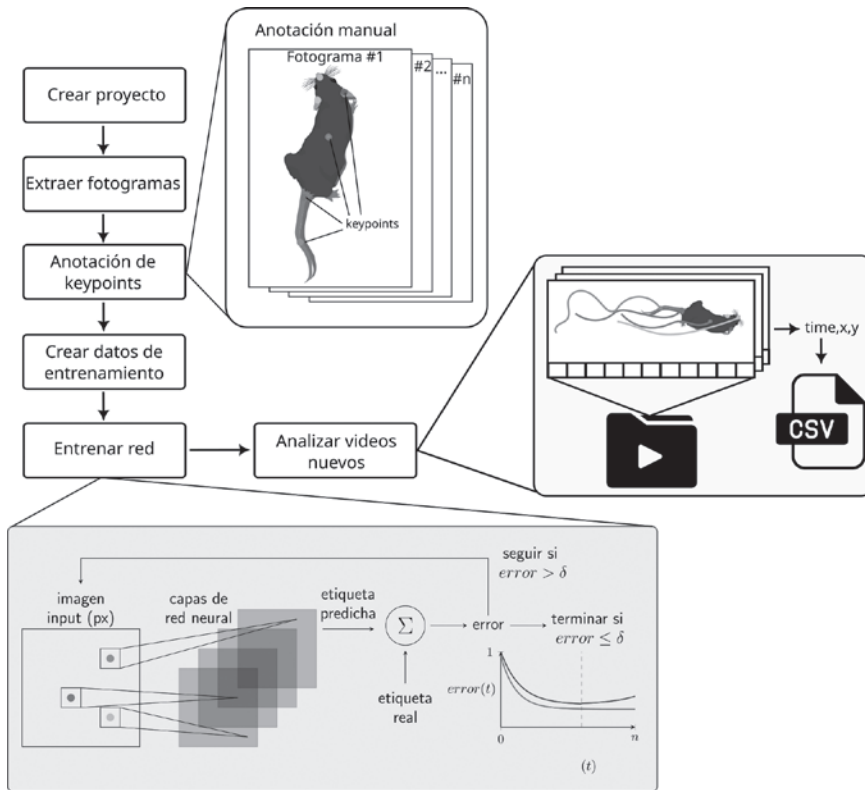 Crear proyecto
Extraer fotogramas
Anotación de
keypoints
Crear datos de
entrenamiento
Entrenar red
Analizar videos
nuevos
Anotación manual
Fotograma #1
#2
...
#n
keypoints
time,x,y
CSV
seguir si
error > δ
imagen
input (px)
capas de
red neural
etiqueta
predicha
∑
error
terminar si
error ≤ δ
etiqueta
real
1
error(t)
0
n
(t)